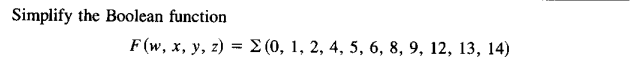 Simplify the Boolean function
F(w, x, y, z) = Σ(0, 1, 2, 4, 5, 6, 8, 9, 12, 13, 14)